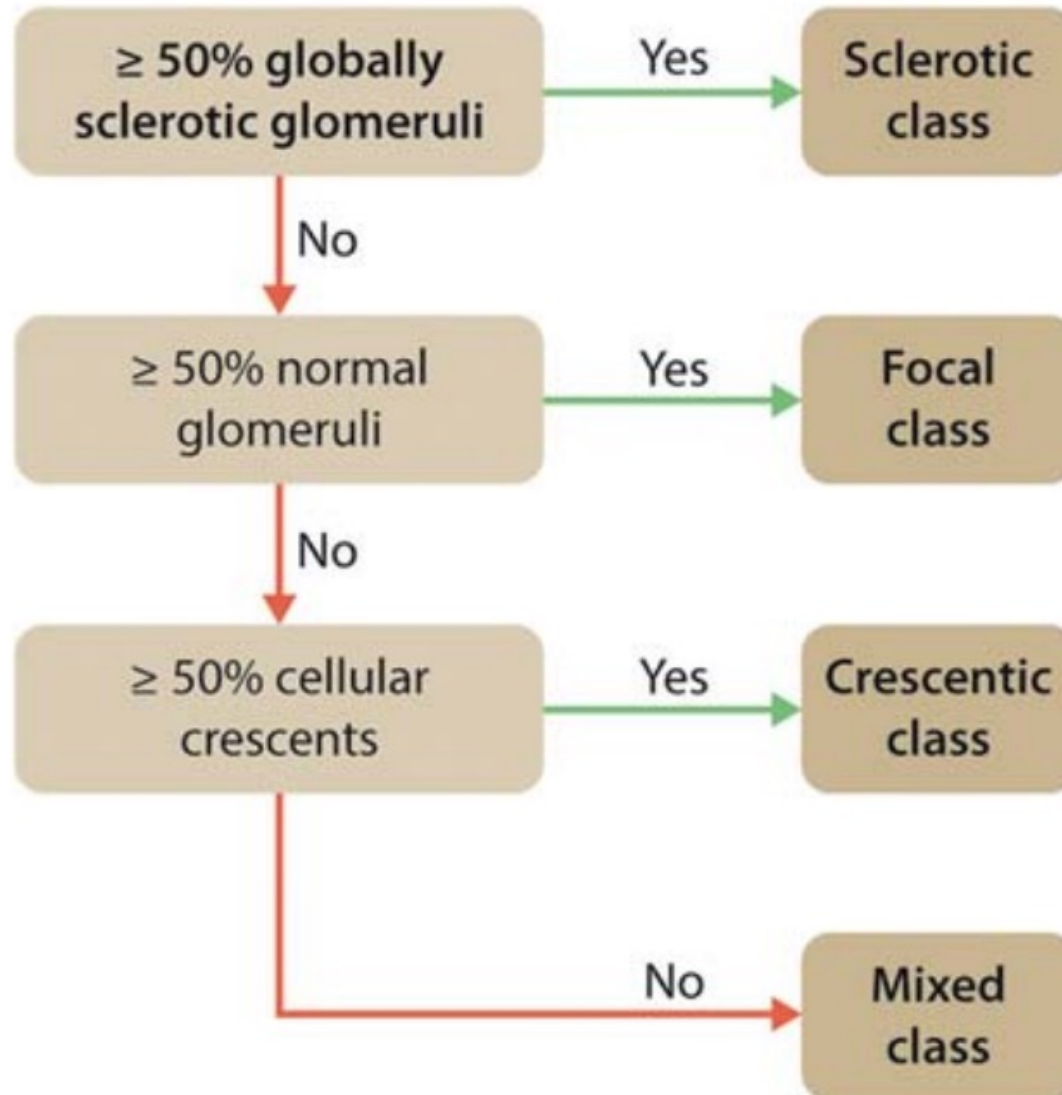 ≥ 50% globally
sclerotic glomeruli
Yes
Sclerotic
class
No
≥ 50% normal
glomeruli
Yes
Focal
class
No
≥ 50% cellular
crescents
Yes
Crescentic
class
No
Mixed
class